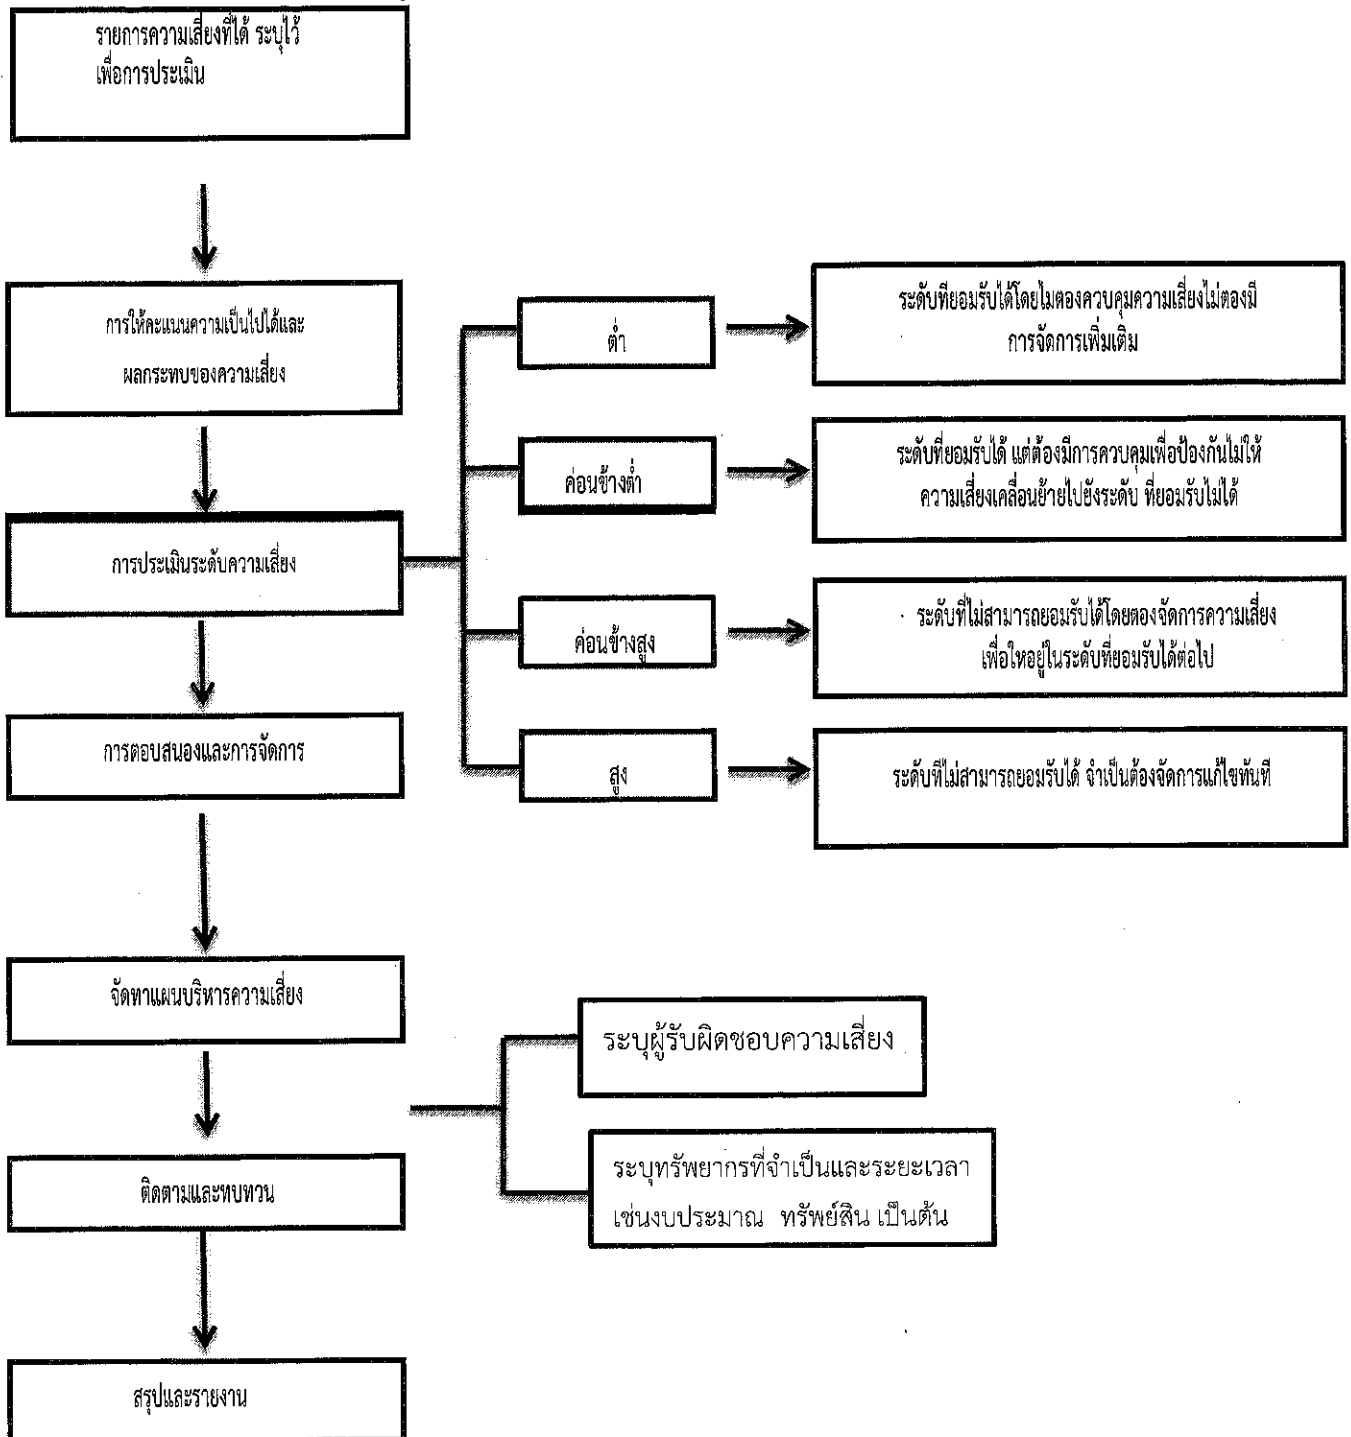 รายการความเสี่ยงที่ได้ ระบุไว้
เพื่อการประเมิน
การให้คะแนนความเป็นไปได้และ
ผลกระทบของความเสี่ยง
การประเมินระดับความเสี่ยง
ต่ำ
ระดับที่ยอมรับได้โดยไมตองควบคุมความเสี่ยงไม่ตองมี
การจัดการเพิ่มเติม
ค่อนข้างต่ำ
ระดับที่ยอมรับได้ แต่ต้องมีการควบคุมเพื่อป้องกันไม่ให้
ความเสี่ยงเคลื่อนย้ายไปยังระดับ ที่ยอมรับไม่ได้
ค่อนข้างสูง
ระดับที่ไม่สามารถยอมรับได้โดยตองจัดการความเสี่ยง
เพื่อใหอยู่ในระดับที่ยอมรับได้ต่อไป
สูง
ระดับที่ไม่สามารถยอมรับได้ จำเป็นต้องจัดการแก้ไขทันที
การตอบสนองและการจัดการ
จัดทาแผนบริหารความเสี่ยง
ระบุผู้รับผิดชอบความเสี่ยง
ระบุทรัพยากรที่จำเป็นและระยะเวลา
เช่นงบประมาณ ทรัพย์สิน เป็นต้น
ติดตามและทบทวน
สรุปและรายงาน